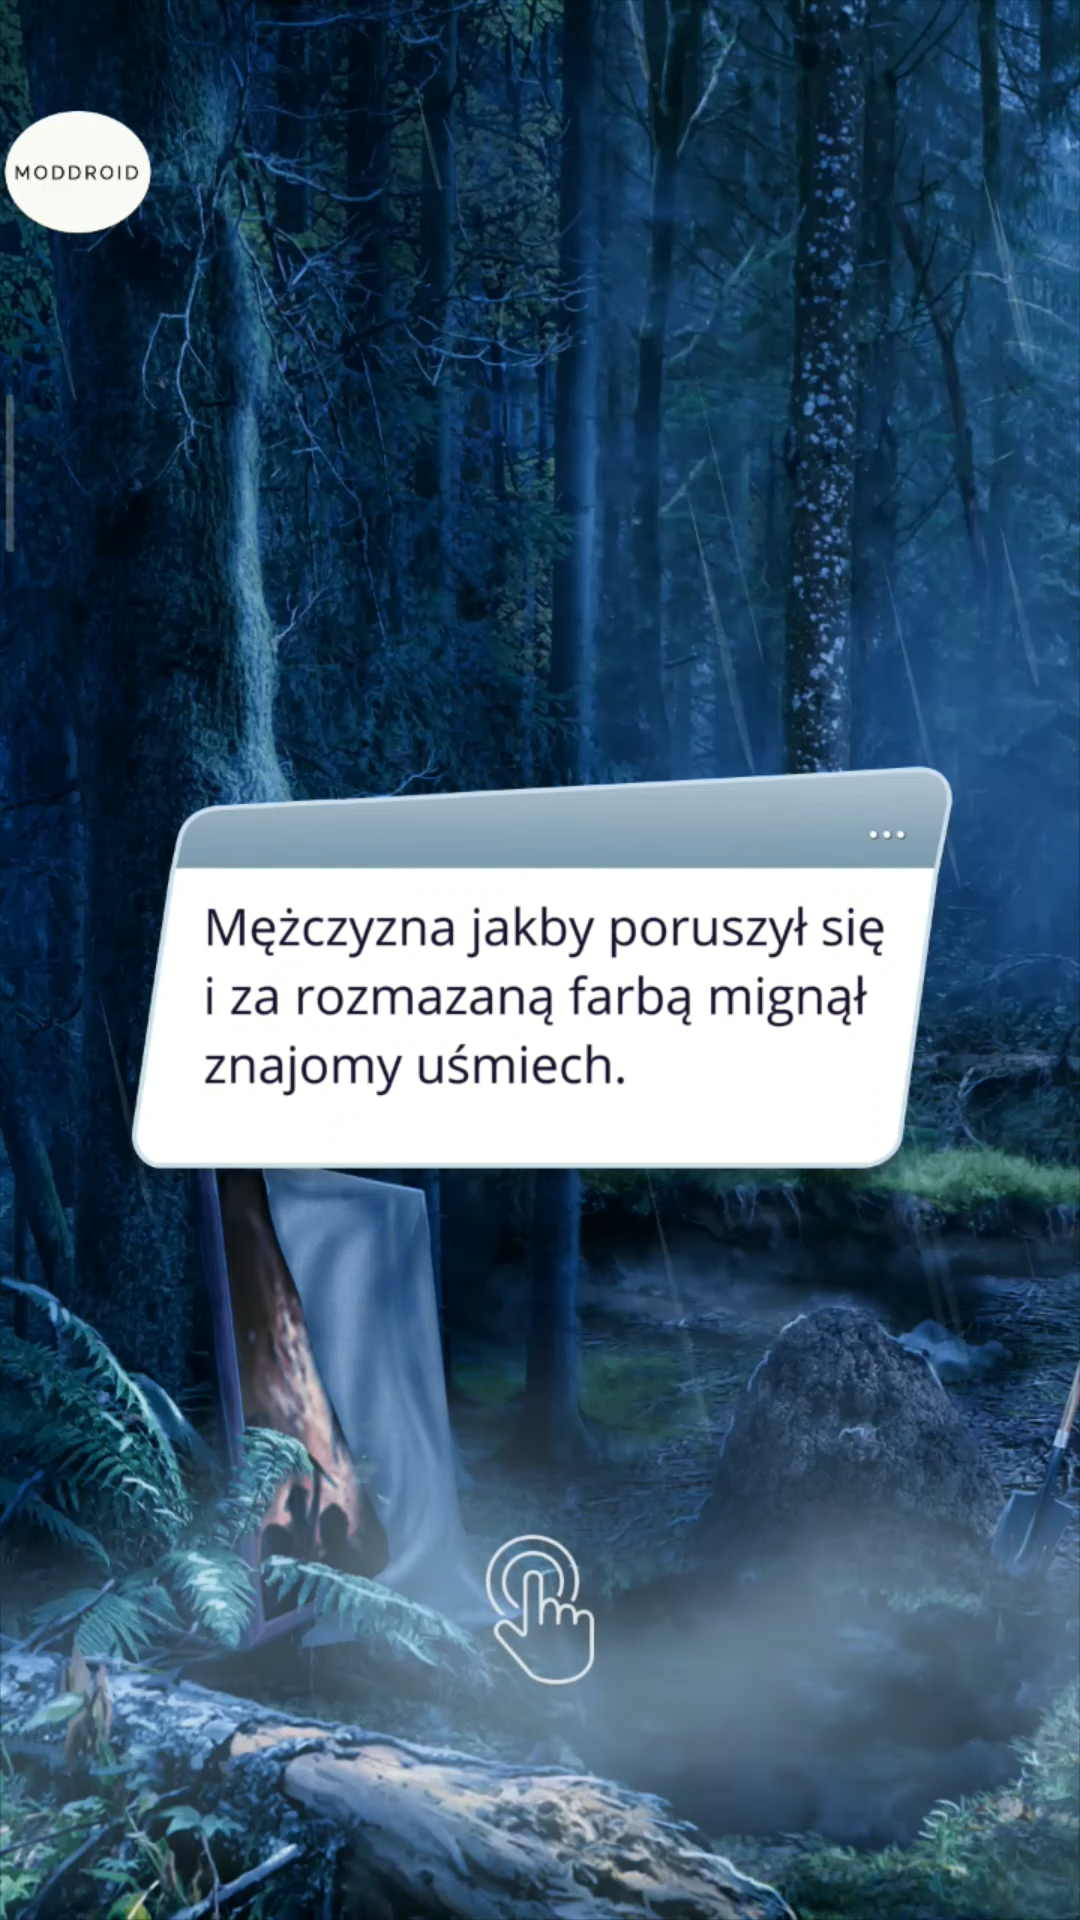 MODDROID
Mężczyzna jakby poruszył się
i za rozmazaną farbą mignął
znajomy uśmiech.